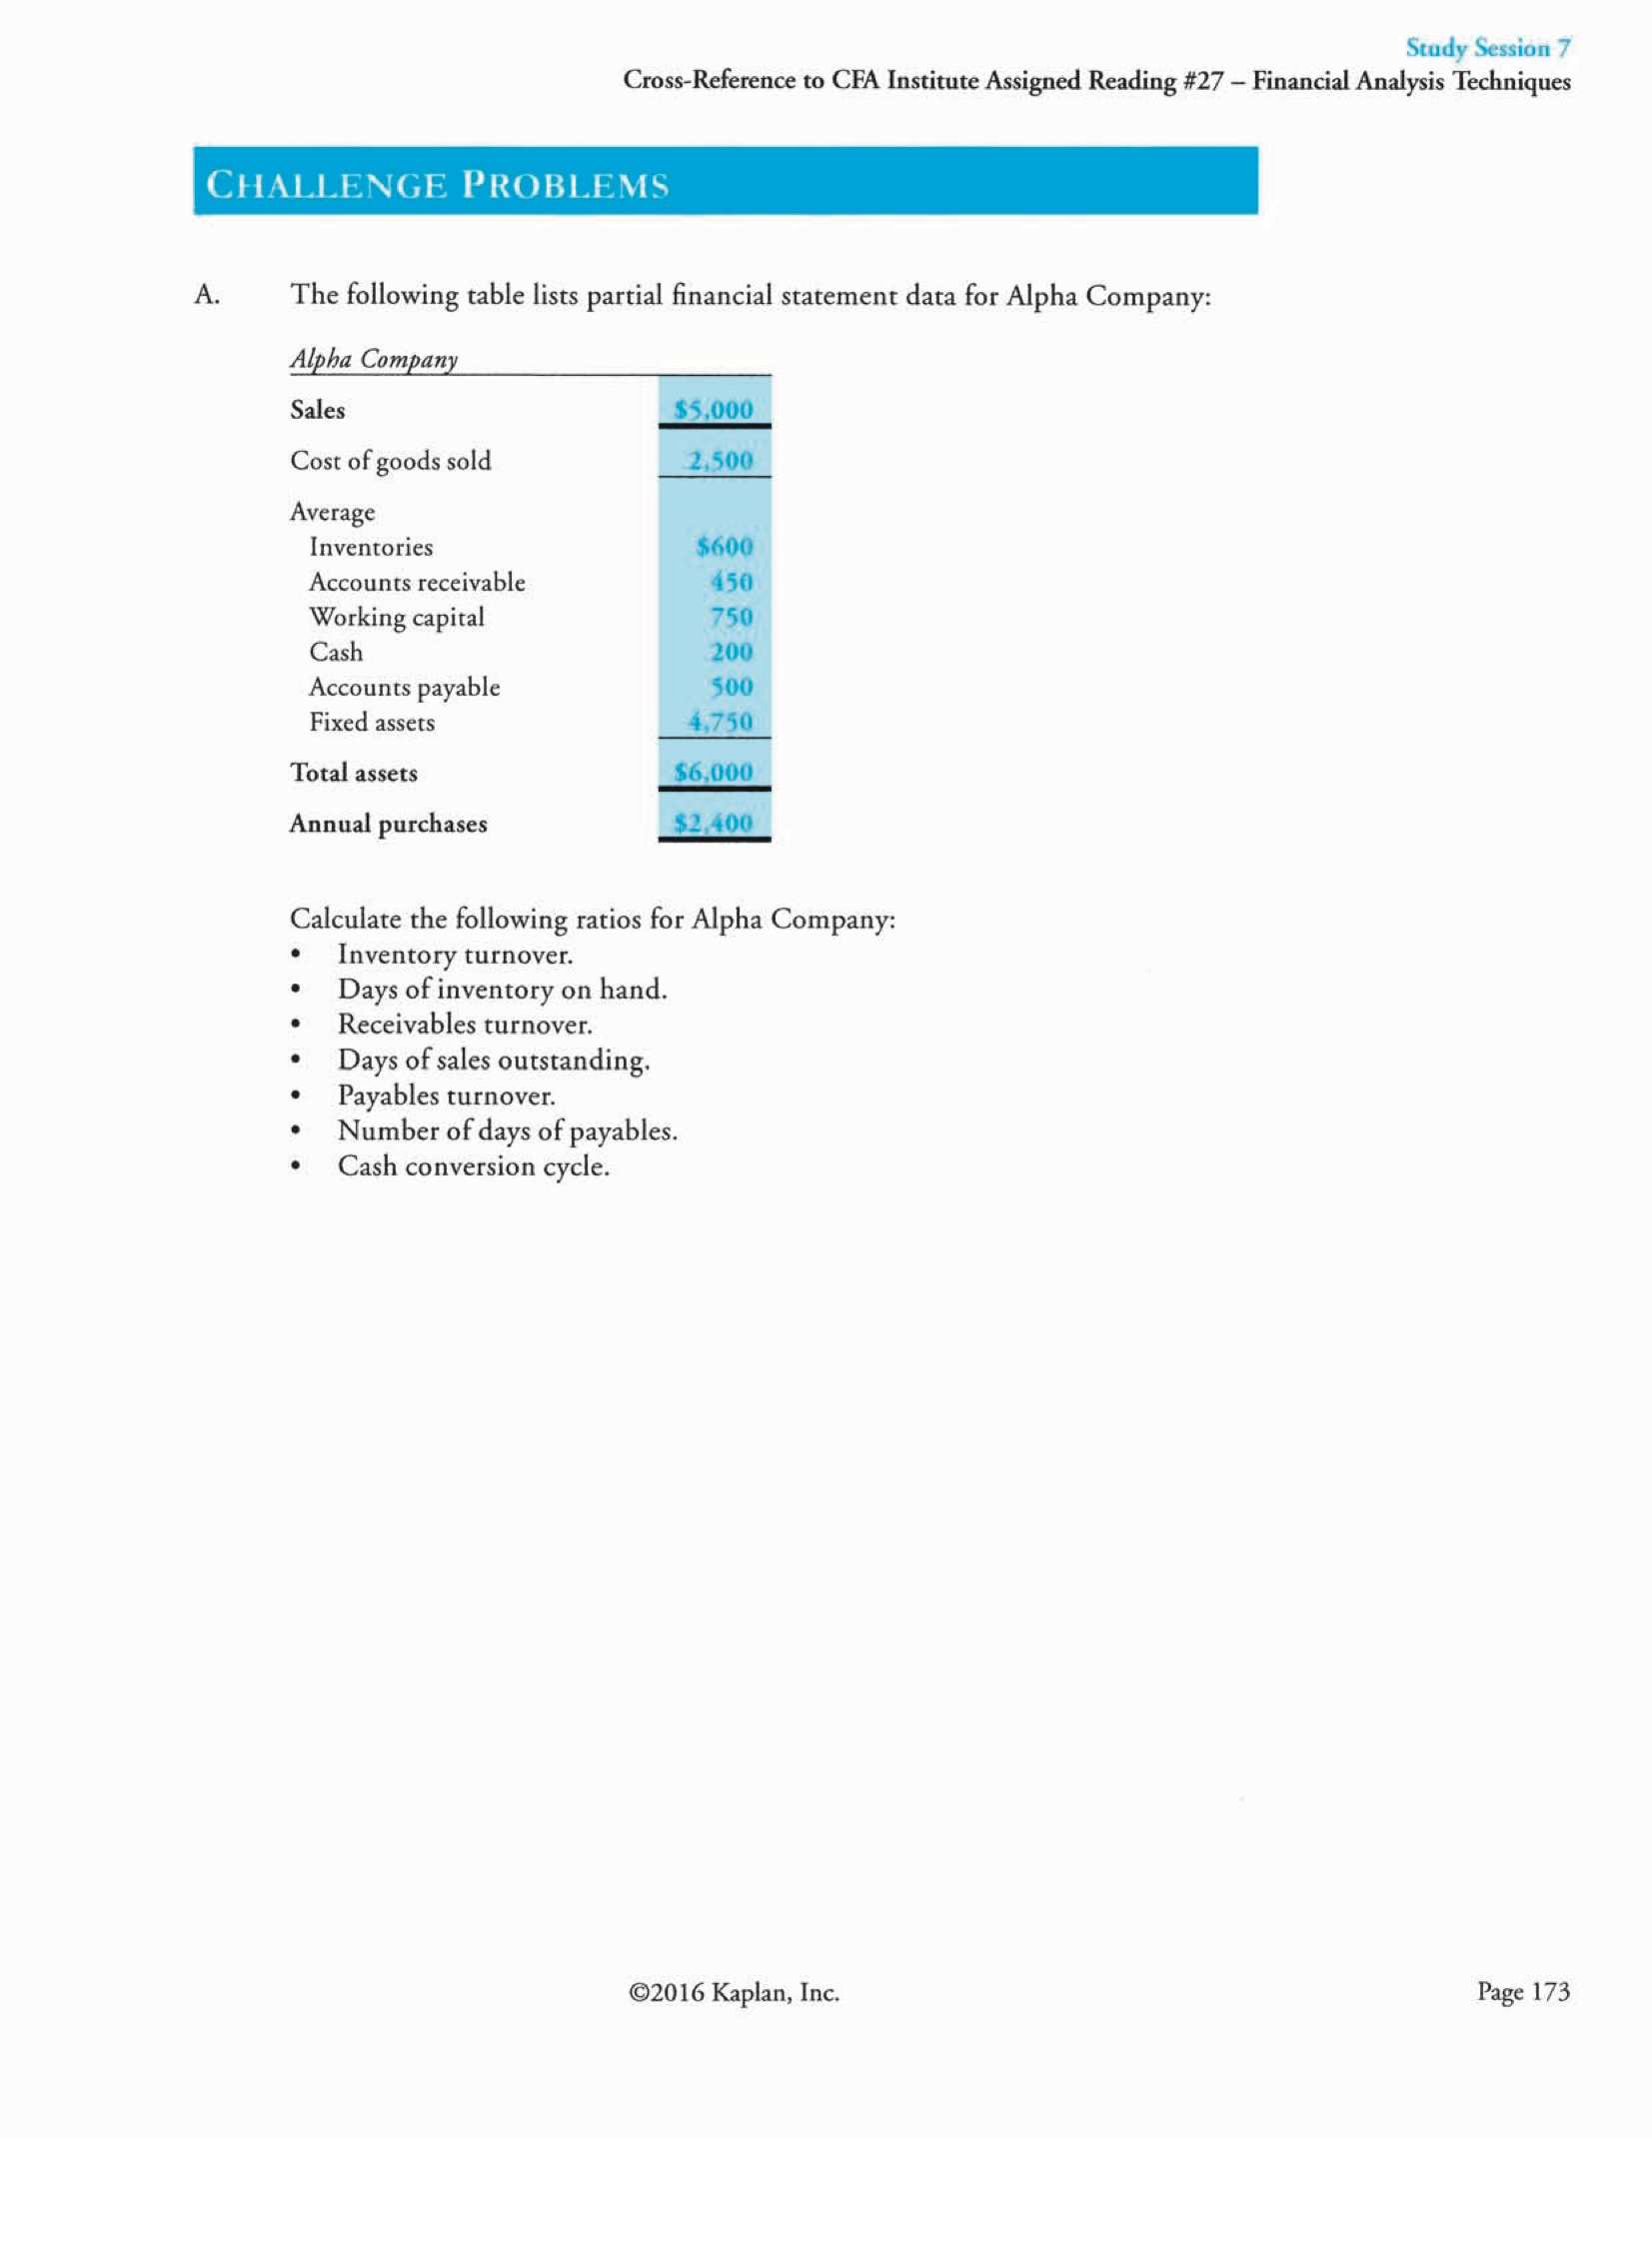 Study Session 7
Cross-Reference to CFA Institute Assigned Reading #27 – Financial Analysis Techniques
CHALLENGE PROBLEMS
A. The following table lists partial financial statement data for Alpha Company:
Alpha Company
Sales $5,000
Cost of goods sold 2,500
Average
Inventories $600
Accounts receivable 450
Working capital 750
Cash 200
Accounts payable 500
Fixed assets 4,750
Total assets $6,000
Annual purchases $2,400
Calculate the following ratios for Alpha Company:
• Inventory turnover.
• Days of inventory on hand.
• Receivables turnover.
• Days of sales outstanding.
• Payables turnover.
• Number of days of payables.
• Cash conversion cycle.
©2016 Kaplan, Inc. Page 173